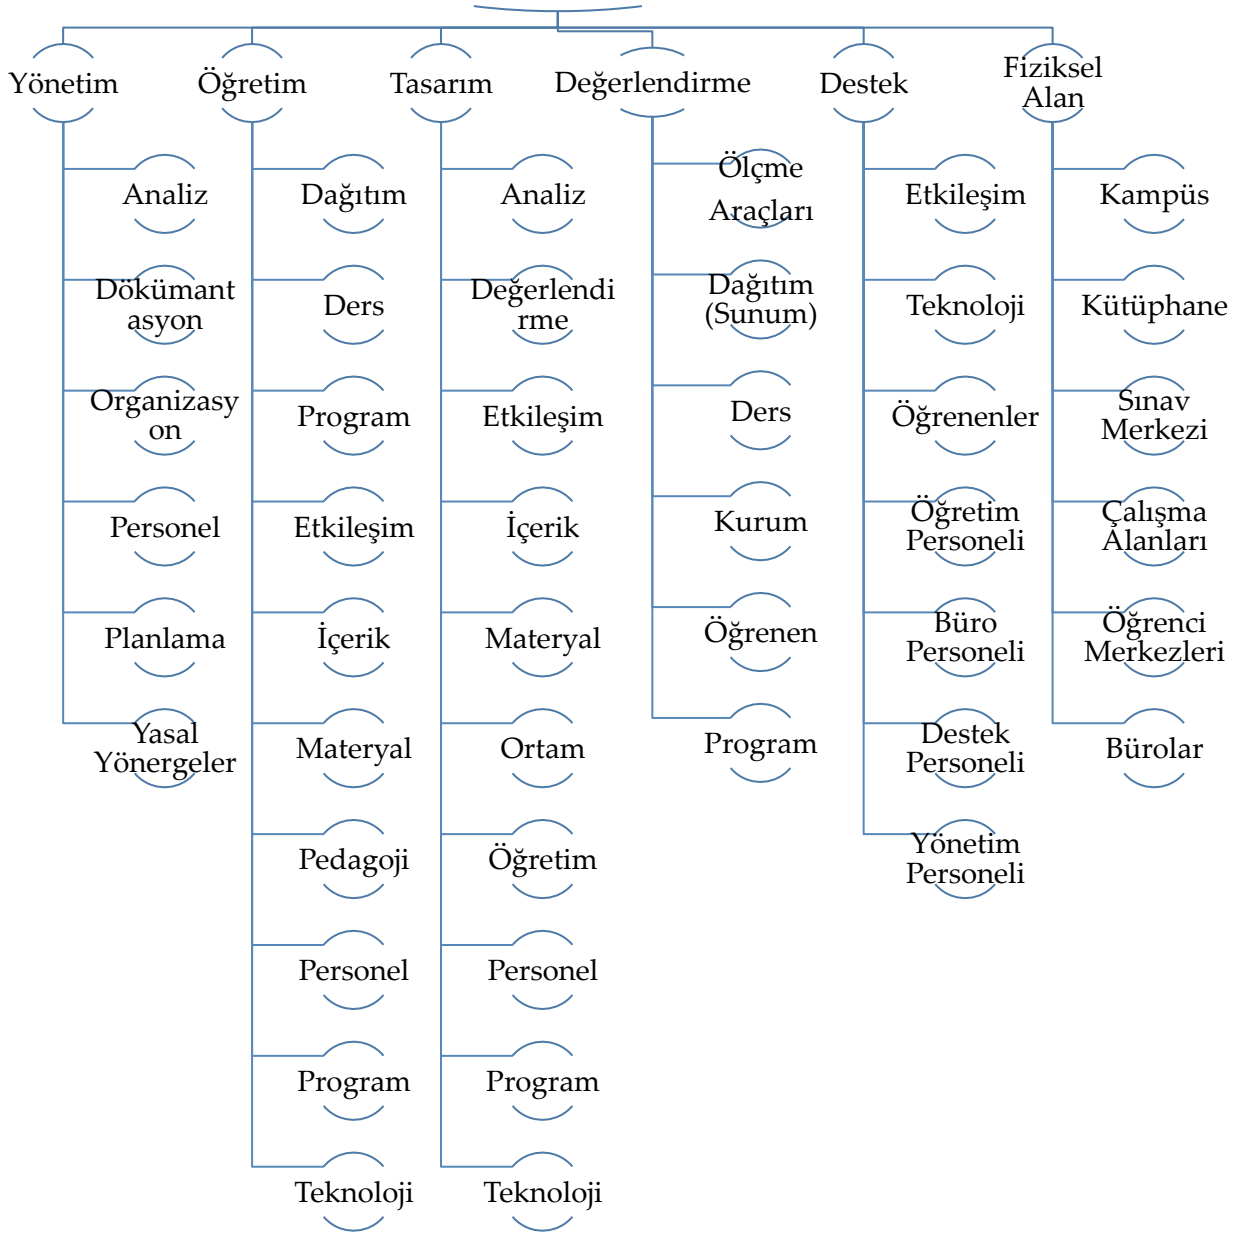 Yönetim
Öğretim
Tasarım
Değerlendirme
Destek
Fiziksel
Alan
Analiz
Dökümant
asyon
Organizasy
on
Personel
Planlama
Yasal
Yönergeler
Dağıtım
Ders
Program
Etkileşim
İçerik
Materyal
Pedagoji
Personel
Program
Teknoloji
Analiz
Değerlendi
rme
Etkileşim
İçerik
Materyal
Ortam
Öğretim
Personel
Program
Teknoloji
Ölçme
Araçları
Dağıtım
(Sunum)
Ders
Kurum
Öğrenen
Program
Etkileşim
Teknoloji
Öğrenenler
Öğretim
Personeli
Büro
Personeli
Destek
Personeli
Yönetim
Personeli
Kampüs
Kütüphane
Sınav
Merkezi
Çalışma
Alanları
Öğrenci
Merkezleri
Bürolar